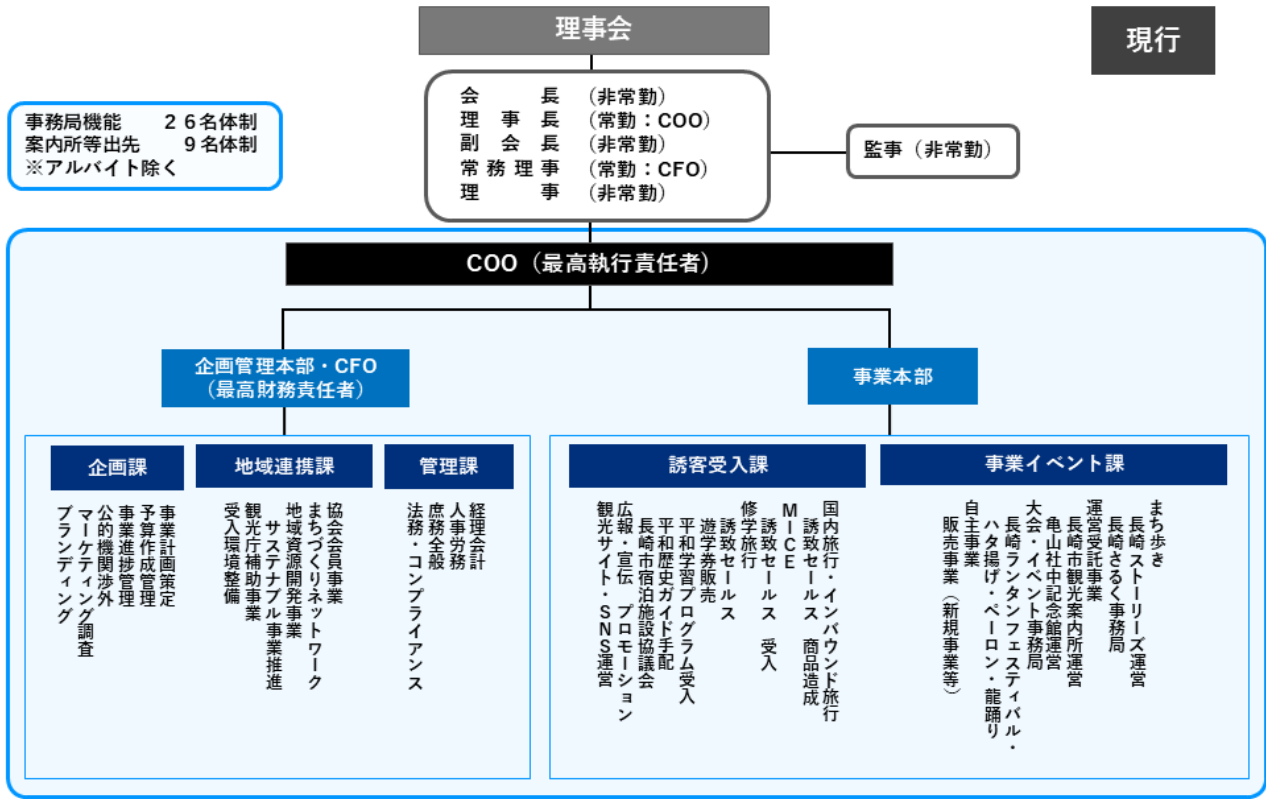 理事会
現行
会長（非常勤）
理事長（常勤：COO）
副会長（非常勤）
常務理事（常勤：CFO）
理事（非常勤）
事務局機能　２６名体制
案内所等出先　９名体制
※アルバイト除く
監事（非常勤）
COO（最高執行責任者）
企画管理本部・CFO
（最高財務責任者）
事業本部
企画課
事業計画策定
予算作成管理
事業進捗管理
公的機関渉外
マーケティング調査
ブランディング
地域連携課
協会会員事業
まちづくりネットワーク
地域資源開発事業
サステナブル事業推進
観光庁補助事業
受入環境整備
管理課
経理会計
人事労務
庶務全般
法務・コンプライアンス
誘客受入課
国内旅行・インバウンド旅行
誘致セールス　商品造成
ＭＩＣＥ
誘致セールス　受入
修学旅行
誘致セールス
遊学券販売
平和学習プログラム受入
平和歴史ガイド手配
長崎市宿泊施設協議会
広報・宣伝　プロモーション
観光サイト・ＳＮＳ運営
事業イベント課
まち歩き
長崎ストーリーズ運営
長崎さるく事務局
運営受託事業
長崎市観光案内所運営
亀山社中記念館運営
大会・イベント事務局
長崎ランタンフェスティバル・
ハタ揚げ・ペーロン・龍踊り
自主事業
販売事業（新規事業等）